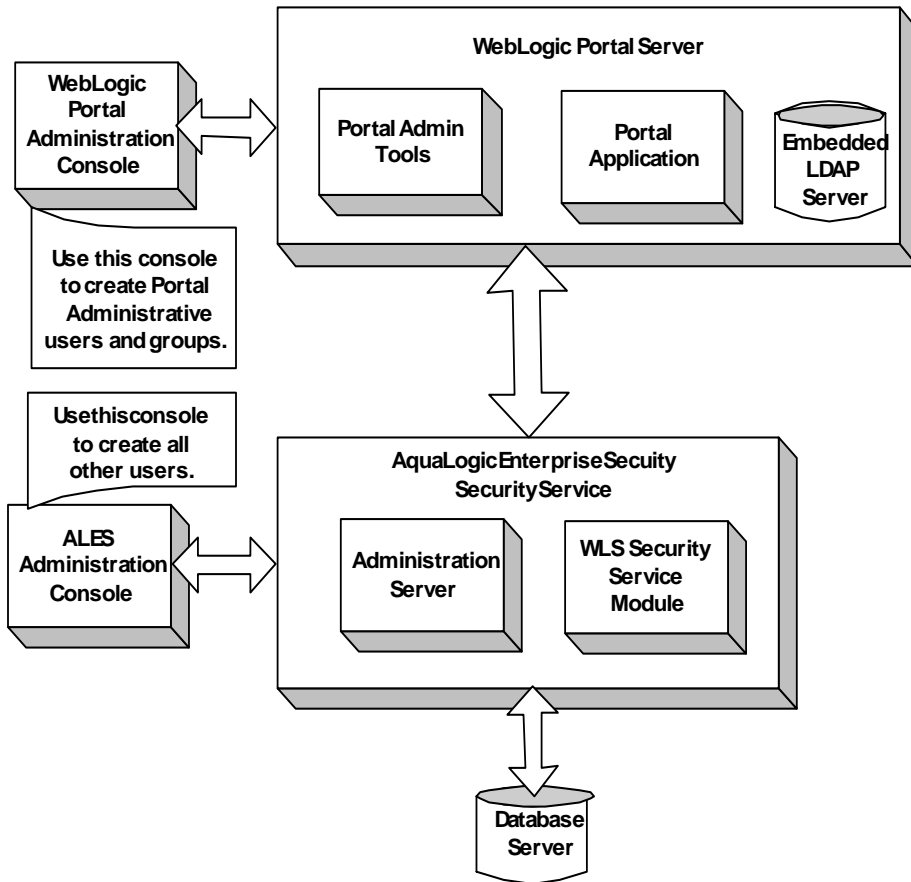 WebLogic Portal Server
WebLogic
Portal
Administration
Console
Portal Admin
Tools
Portal
Application
Embedded
LDAP
Server
Use this console
to create Portal
Administrative
users and groups.
Usethisconsole
to create all
other users.
AquaLogicEnterpriseSecuity
SecurityService
ALES
Administration
Console
Administration
Server
WLS Security
Service
Module
Database
Server